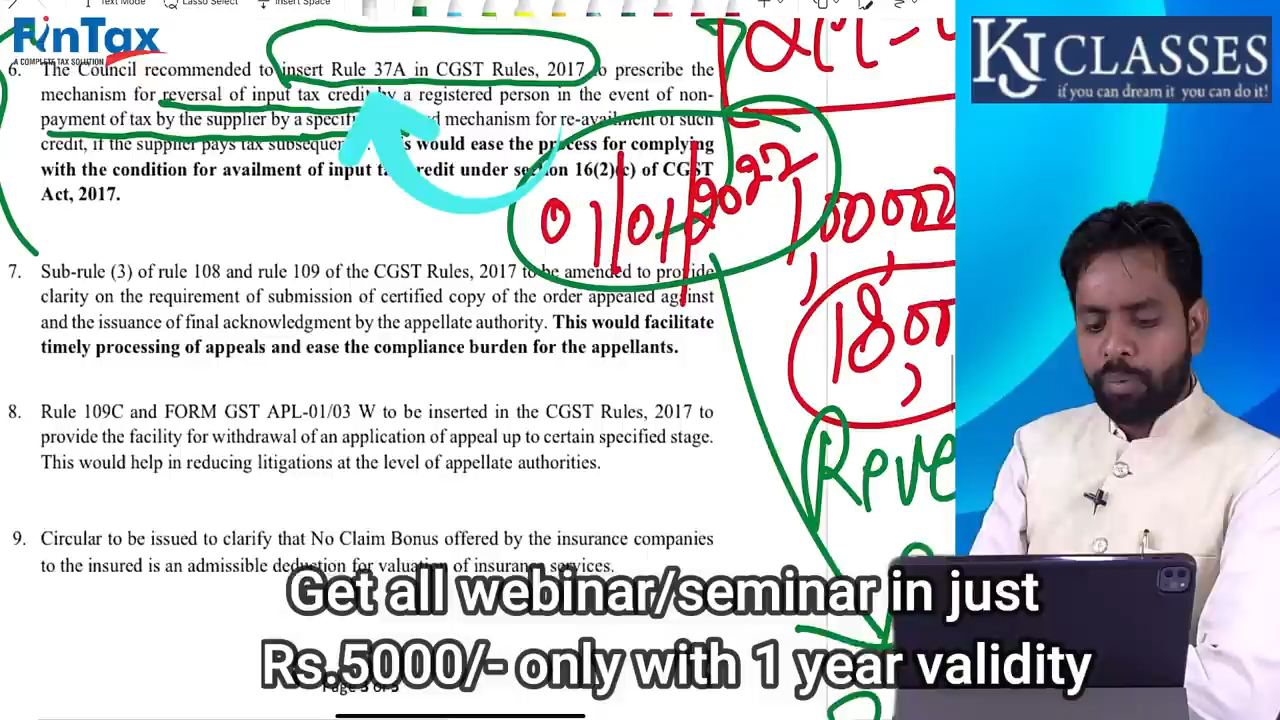 Text Mode
Lasso Select
Insert Space
FinTax
A COMPLETE TAX SOLUTION
KJ CLASSES
if you can dream it you can do it!
6. The Council recommended to insert Rule 37A in CGST Rules, 2017 to prescribe the
mechanism for reversal of input tax credit by a registered person in the event of non-
payment of tax by the supplier by a mechanism for re-availment of such
credit, if the supplier pays tax would ease the process for complying
with the condition for availment of input section 16(2)(c) of CGST
Act, 2017.
01/01/2022
7. Sub-rule (3) of rule 108 and rule 109 of the CGST Rules, 2017 to be amended to provide
clarity on the requirement of submission of certified copy of the order appealed against
and the issuance of final acknowledgment by the appellate authority. This would facilitate
timely processing of appeals and ease the compliance burden for the appellants.
8. Rule 109C and FORM GST APL-01/03 W to be inserted in the CGST Rules, 2017 to
provide the facility for withdrawal of an application of appeal up to certain specified stage.
This would help in reducing litigations at the level of appellate authorities.
Reve
9. Circular to be issued to clarify that No Claim Bonus offered by the insurance companies
to the insured is an admissible deduction for valuation of insurance services.
Get all webinar/seminar in just
Rs.5000/- only with 1 year validity